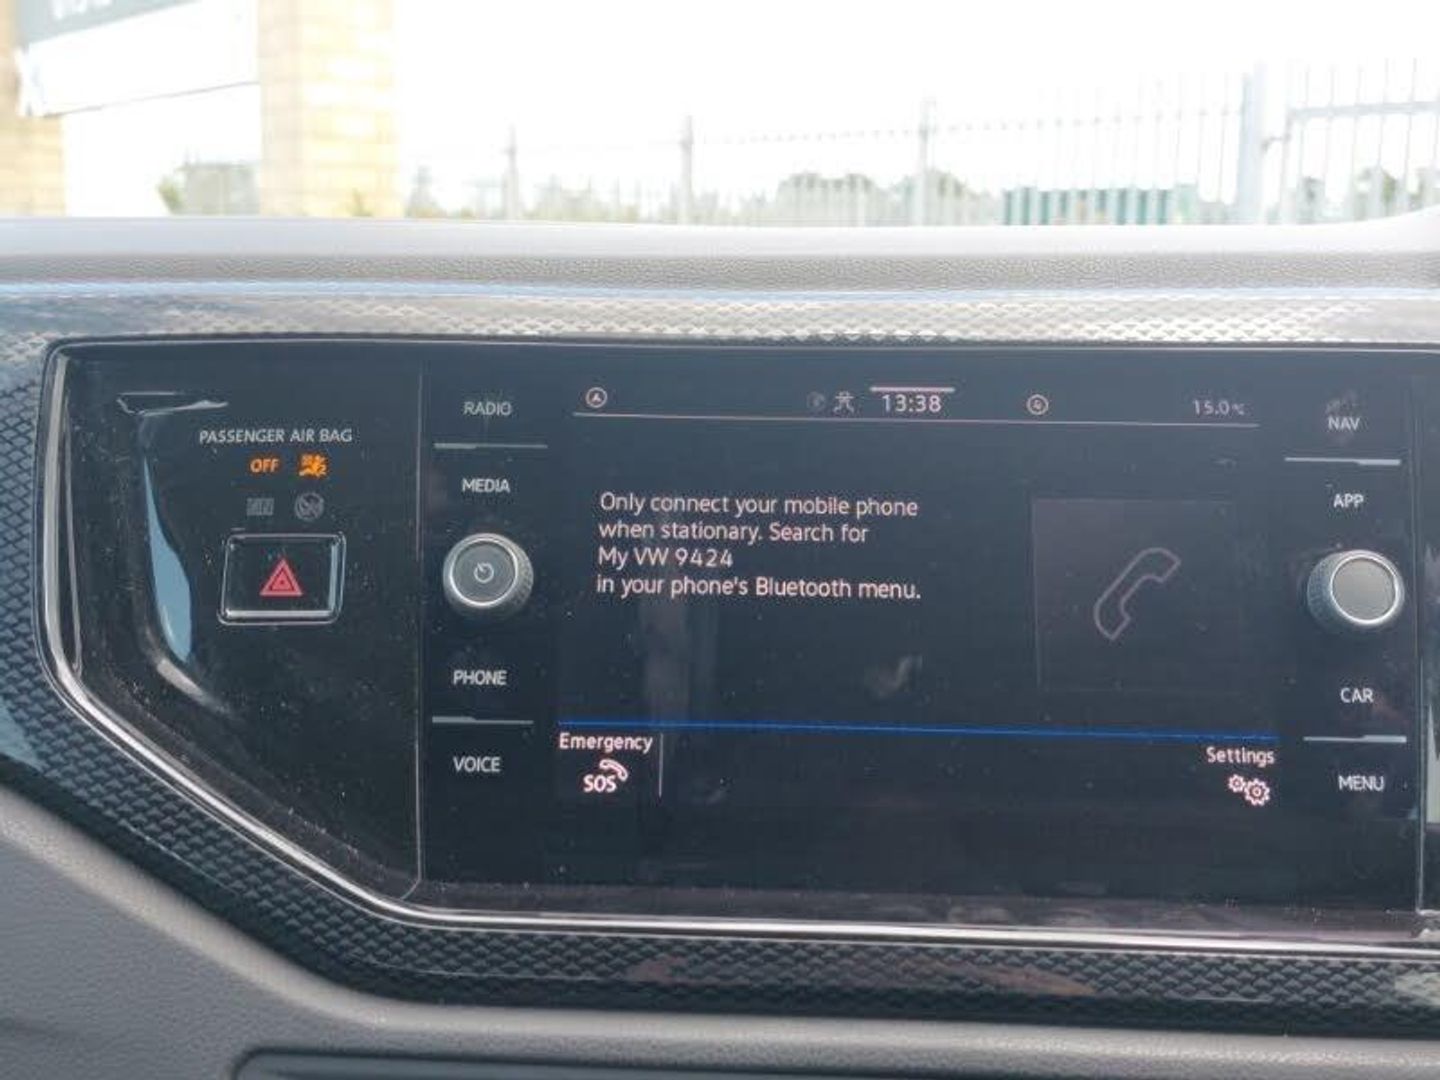 RADIO
MEDIA
PHONE
VOICE
PASSENGER AIR BAG
OFF
13:38
15.0°C
Only connect your mobile phone
when stationary. Search for
My VW 9424
in your phone's Bluetooth menu.
Emergency
SOS
Settings
NAV
APP
CAR
MENU